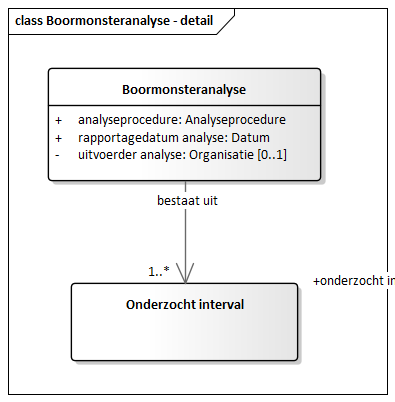 class Boormonsteranalyse - detail
Boormonsteranalyse
+ analyseprocedure: Analyseprocedure
+ rapportagedatum analyse: Datum
- uitvoerder analyse: Organisatie [0..1]
bestaat uit
1..*
+onderzocht
Onderzocht interval